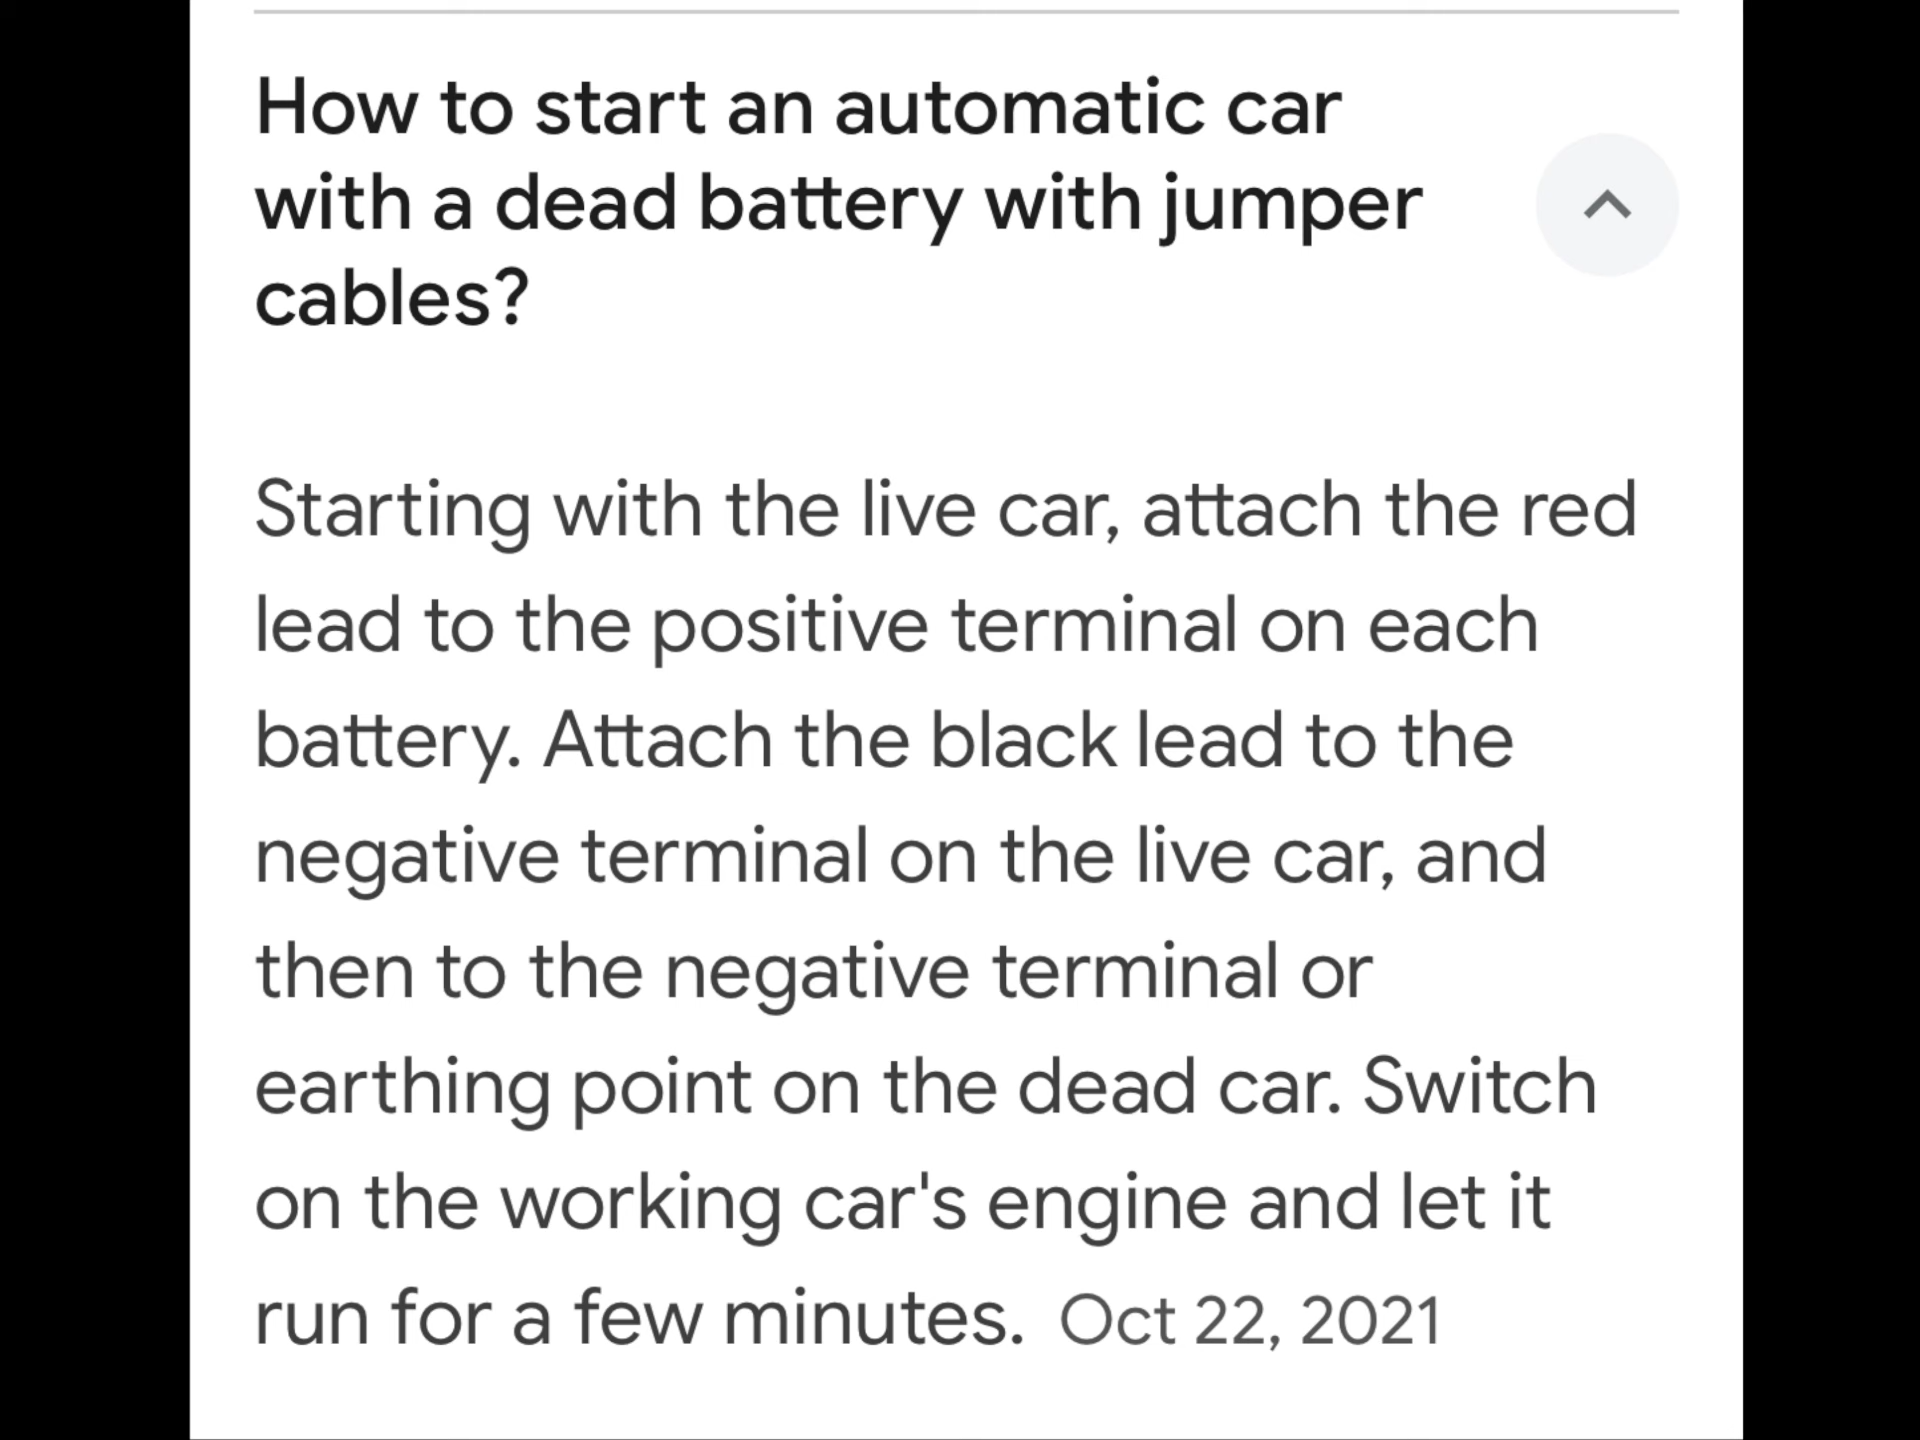 How to start an automatic car
with a dead battery with jumper
cables?
Starting with the live car, attach the red
lead to the positive terminal on each
battery. Attach the black lead to the
negative terminal on the live car, and
then to the negative terminal or
earthing point on the dead car. Switch
on the working car's engine and let it
run for a few minutes. Oct 22, 2021